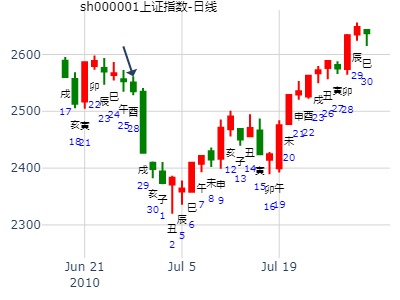 sh000001上证指数-日线
2600
2500
2400
2300
戌
17
亥
18
寅
21
卯
22
辰
23
巳
24
午
25
酉
28
戌
29
亥
30
子
1
丑
2
辰
5
巳
6
午
7
未
8
申
9
亥
12
子
13
丑
14
寅
15
卯
16
午
19
未
20
申
21
酉
22
戌
23
丑
26
寅
27
卯
28
辰
29
巳
30
Jun 21
2010
Jul 5
Jul 19